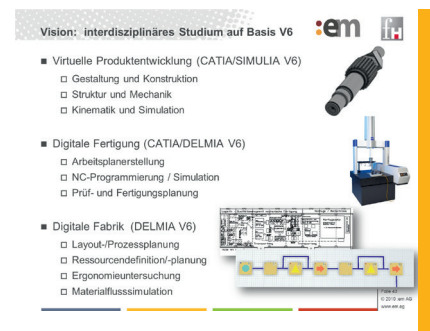 Vision: interdisziplinäres Studium auf Basis V6
:em
fH
Virtuelle Produktentwicklung (CATIA/SIMULIA V6)
Gestaltung und Konstruktion
Struktur und Mechanik
Kinematik und Simulation
Digitale Fertigung (CATIA/DELMIA V6)
Arbeitsplanerstellung
NC-Programmierung / Simulation
Prüf- und Fertigungsplanung
Digitale Fabrik (DELMIA V6)
Layout-/Prozessplanung
Ressourcendefinition/-planung
Ergonomieuntersuchung
Materialflusssimulation
© 2010 :em AG
www.em.ag